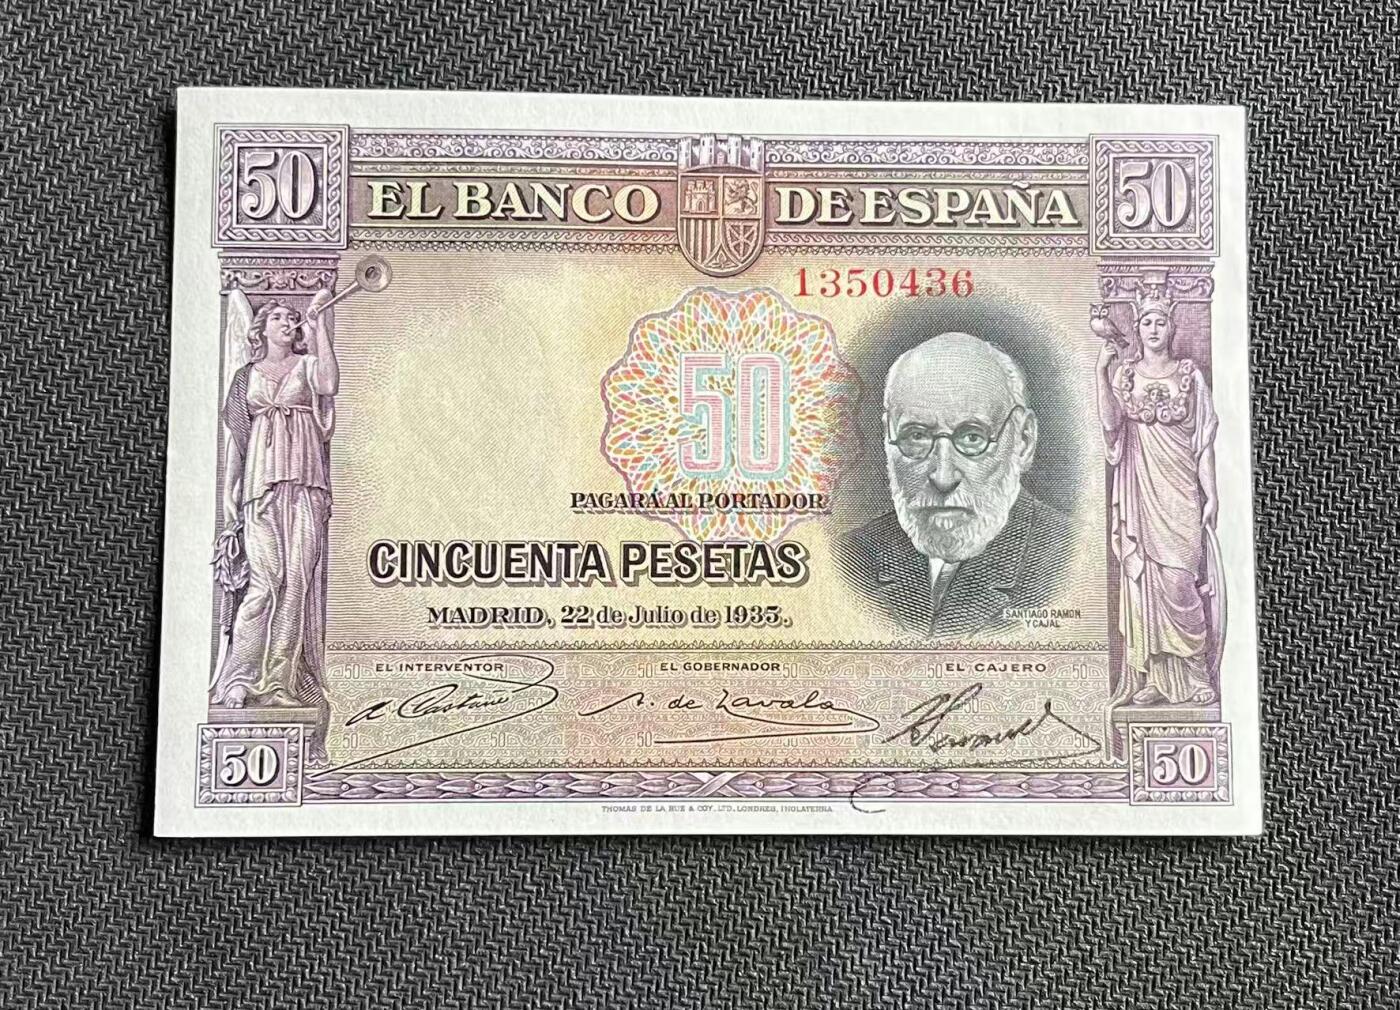 50 EL BANCO DE ESPAÑA 50
1350436
50
PAGARÁ AL PORTADOR
CINCUENTA PESETAS
MADRID, 22 de Julio de 1935.
SANTIAGO RAMON
Y CAJAL
EL INTERVENTOR EL GOBERNADOR EL CAJERO
A. de Zavala
50 50
THOMAS DE LA RUE & COY, LTD. LONDRES, INGLATERRA